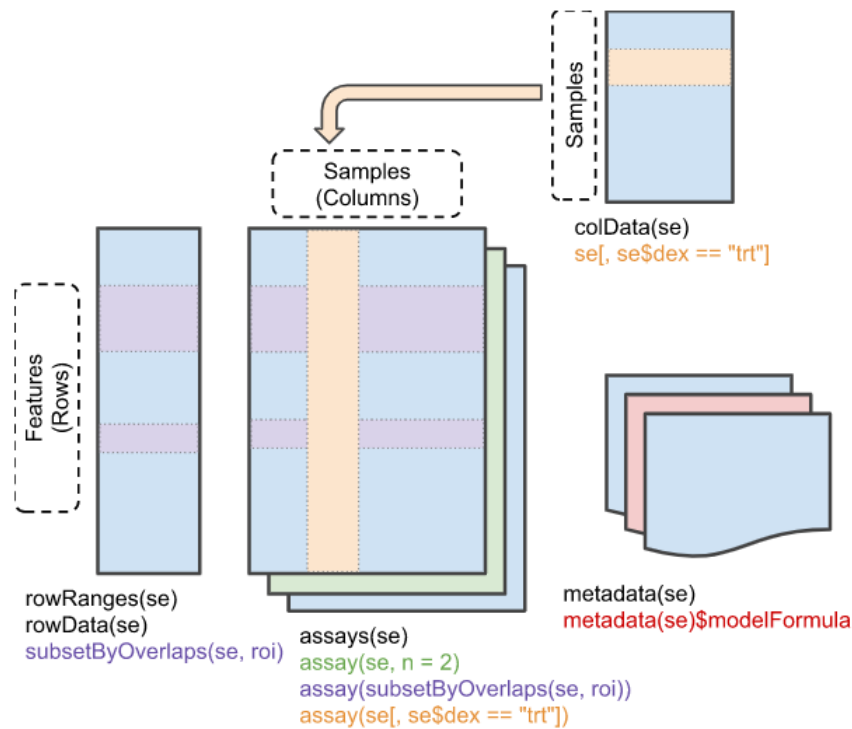 Samples
Samples
(Columns)
colData(se)
se[, se$dex == "trt"]
Features
(Rows)
rowRanges(se)
rowData(se)
subsetByOverlaps(se, roi)
assays(se)
assay(se, n = 2)
assay(subsetByOverlaps(se, roi))
assay(se[, se$dex == "trt"])
metadata(se)
metadata(se)$modelFormula